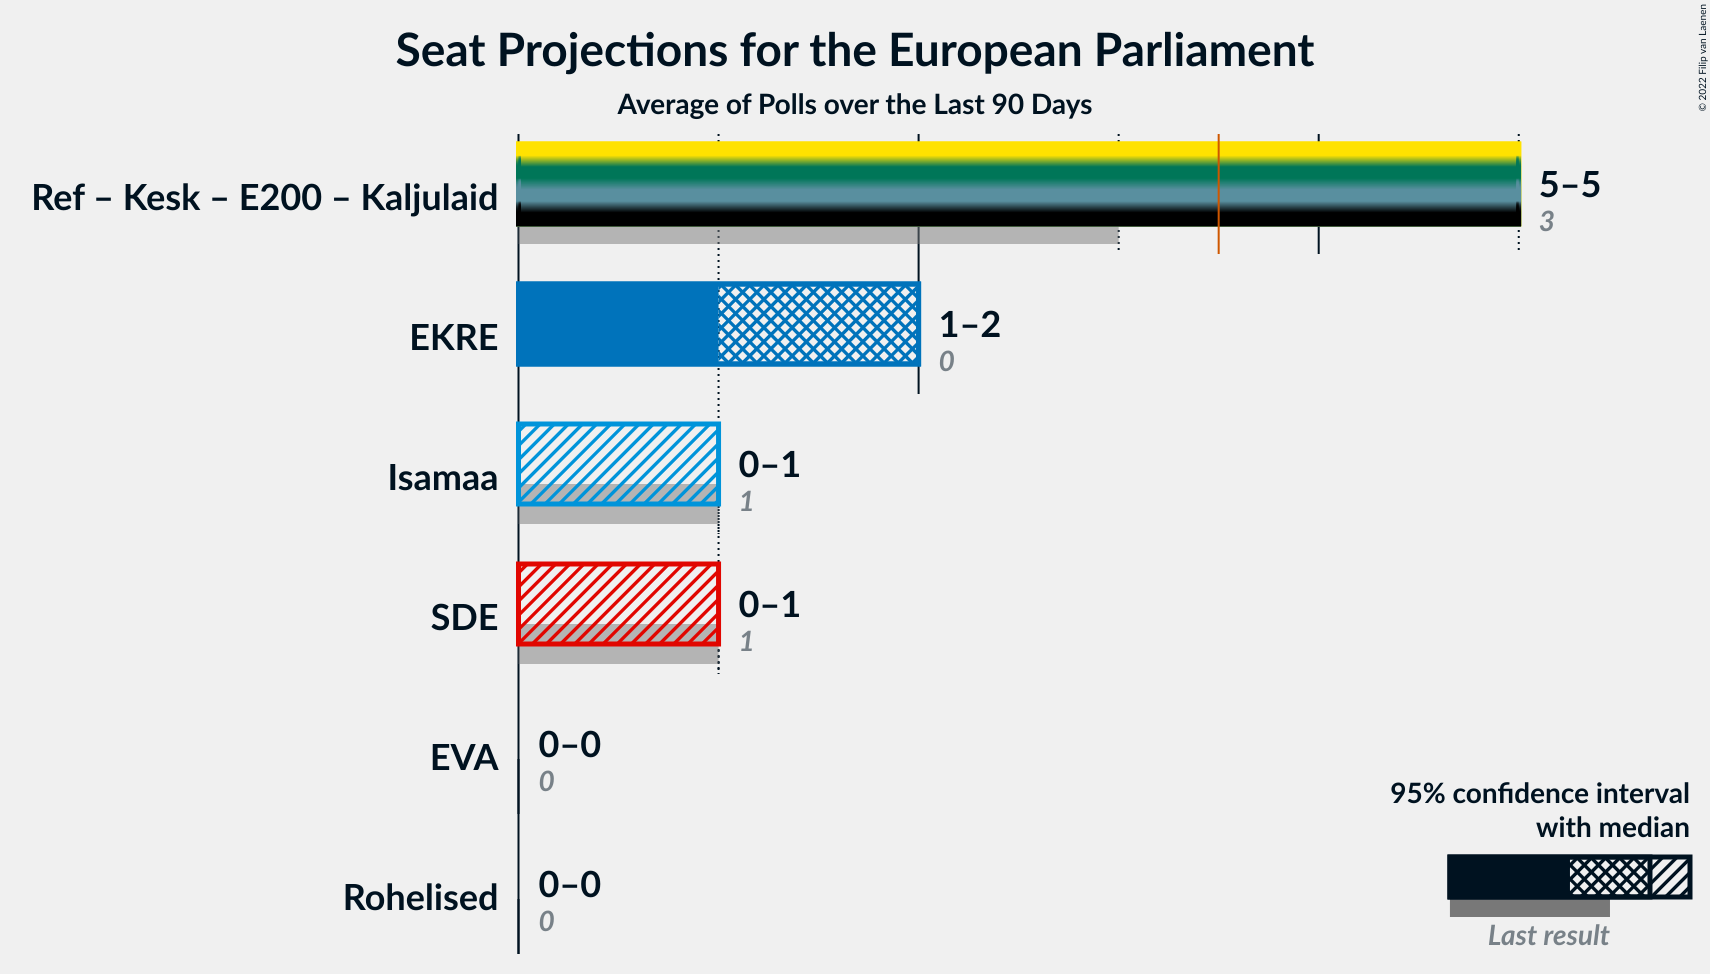 Seat Projections for the European Parliament
Average of Polls over the Last 90 Days
© 2022 Filip van Laenen
Ref – Kesk – E200 – Kaljulaid
5–5
3
EKRE
1–2
0
Isamaa
0–1
1
SDE
0–1
1
EVA
0–0
0
Rohelised
0–0
0
95% confidence interval
with median
Last result